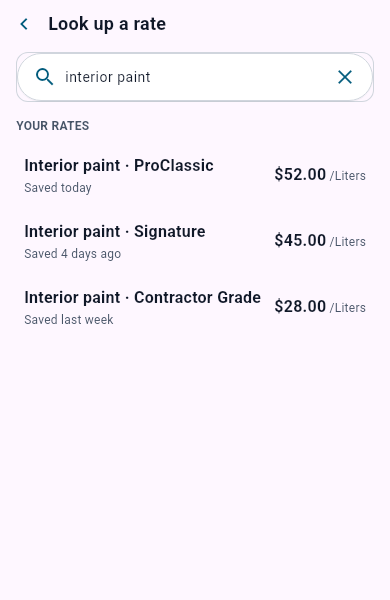 Look up a rate
interior paint
YOUR RATES
Interior paint · ProClassic
Saved today
$52.00 /Liters
Interior paint · Signature
Saved 4 days ago
$45.00 /Liters
Interior paint · Contractor Grade
Saved last week
$28.00 /Liters